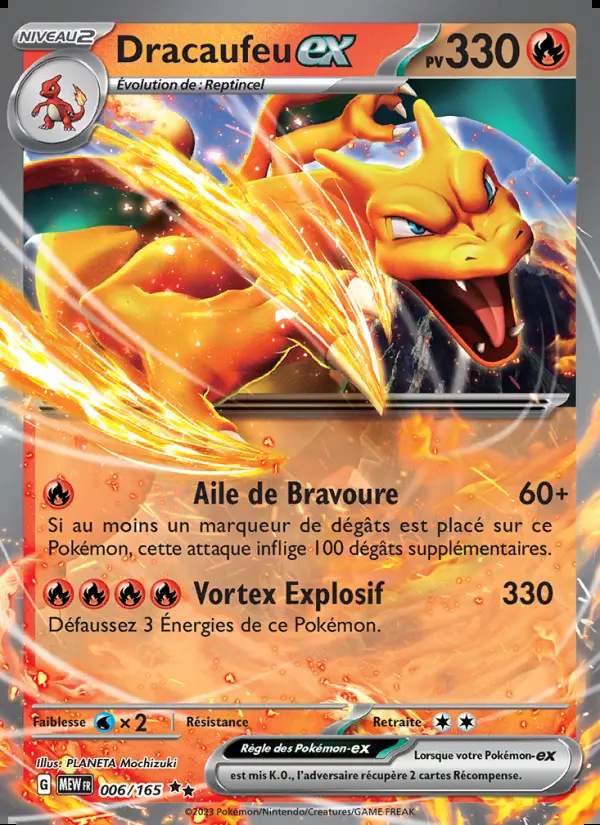 NIVEAU2 Dracaufeu ex PV 330
Évolution de : Reptincel
Aile de Bravoure 60+
Si au moins un marqueur de dégâts est placé sur ce
Pokémon, cette attaque inflige 100 dégâts supplémentaires.
Vortex Explosif 330
Défaussez 3 Énergies de ce Pokémon.
Faiblesse ×2 Résistance Retraite
Illus: PLANETA Mochizuki
Règle des Pokémon-ex Lorsque votre Pokémon-ex
est mis K.O., l'adversaire récupère 2 cartes Récompense.
G MEW FR 006/165
©2023 Pokémon/Nintendo/Creatures/GAME FREAK